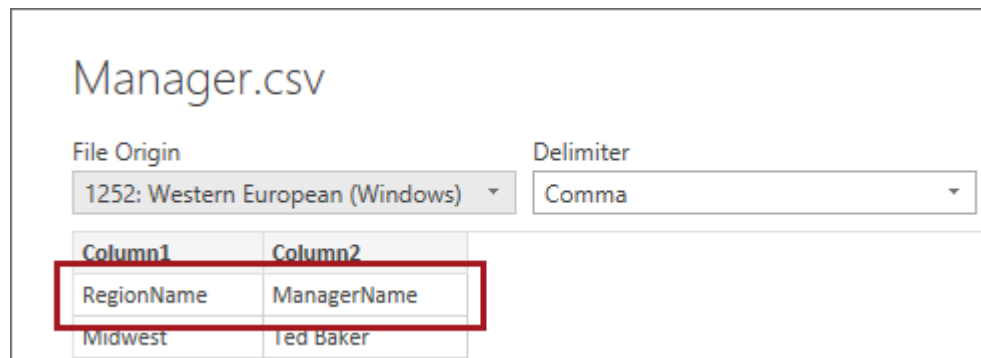 Manager.csv
File Origin Delimiter
1252: Western European (Windows) Comma
Column1 Column2
RegionName ManagerName
Midwest Ted Baker